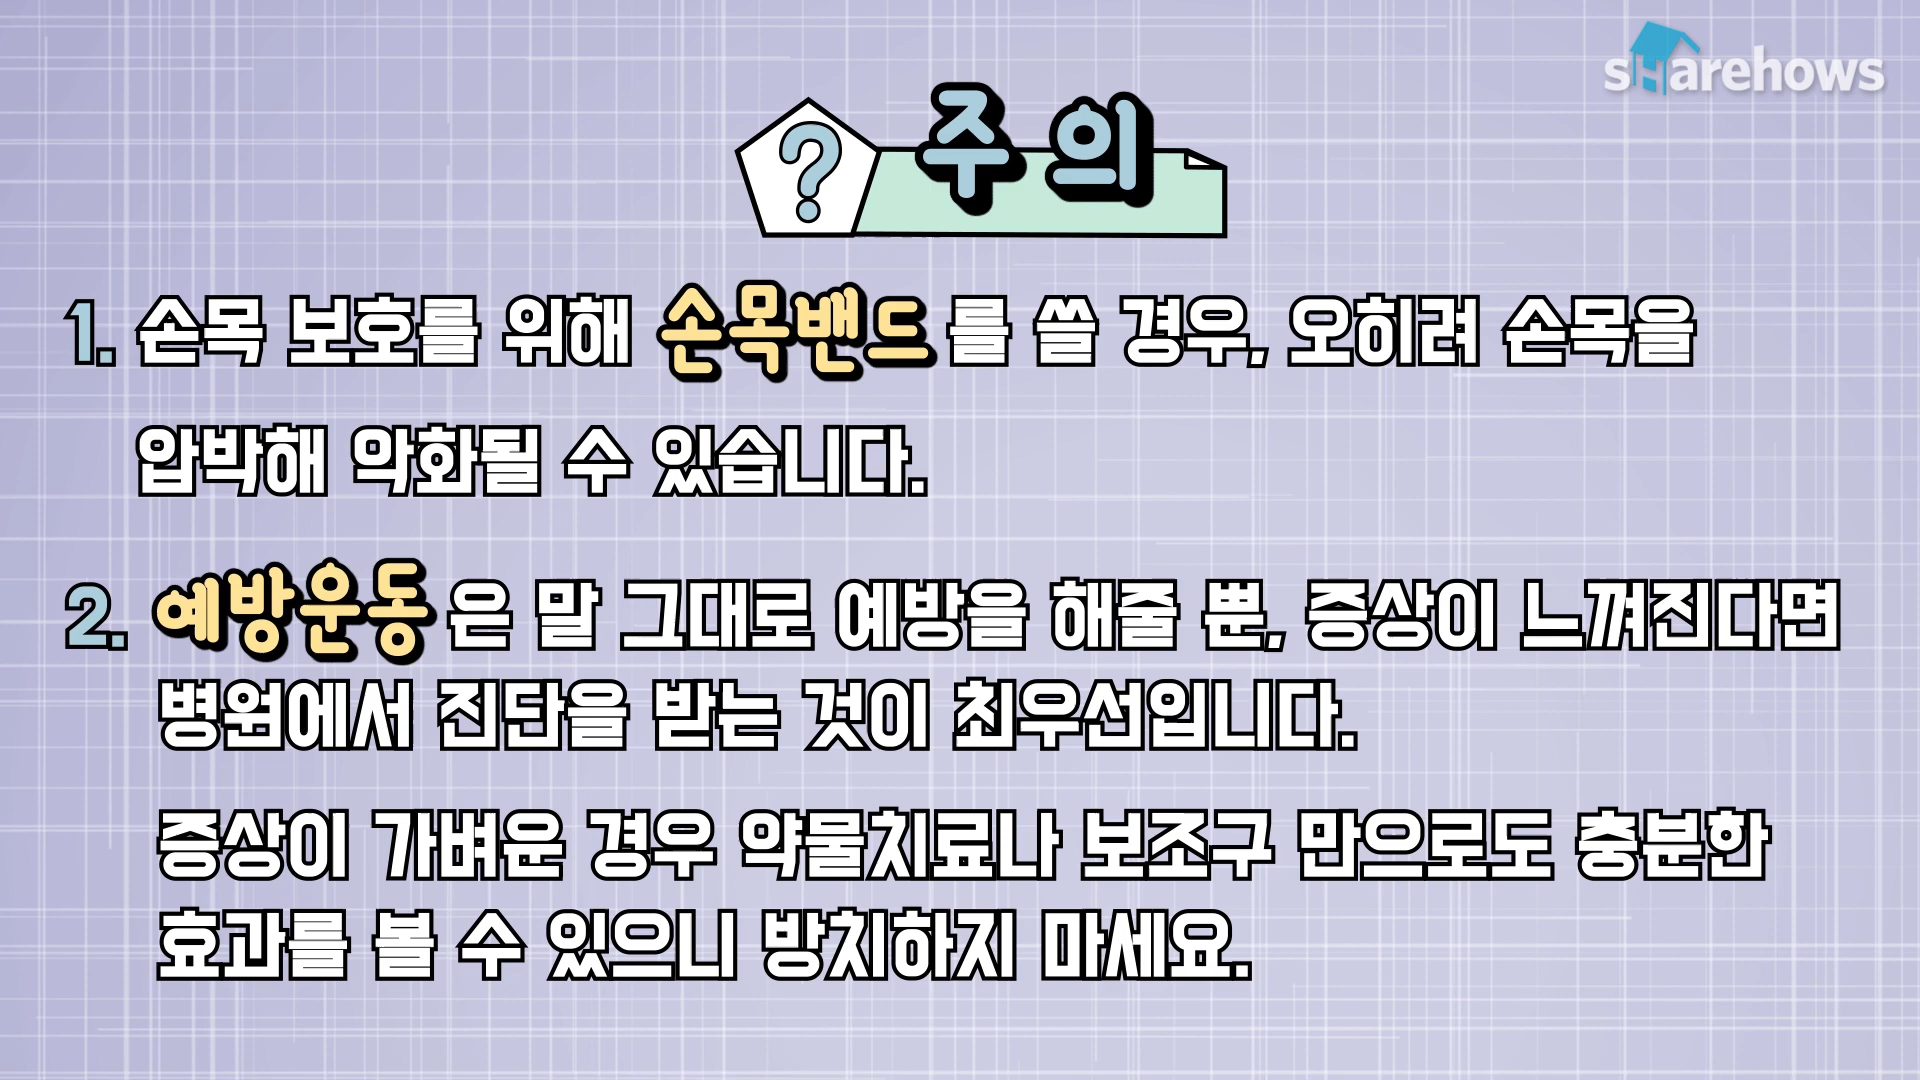 sHarehows
? 주의
1. 손목 보호를 위해 손목밴드를 쓸 경우, 오히려 손목을
압박해 악화될 수 있습니다.
2. 예방운동은 말 그대로 예방을 해줄 뿐, 증상이 느껴진다면
병원에서 진단을 받는 것이 최우선입니다.
증상이 가벼운 경우 약물치료나 보조구 만으로도 충분한
효과를 볼 수 있으니 방치하지 마세요.